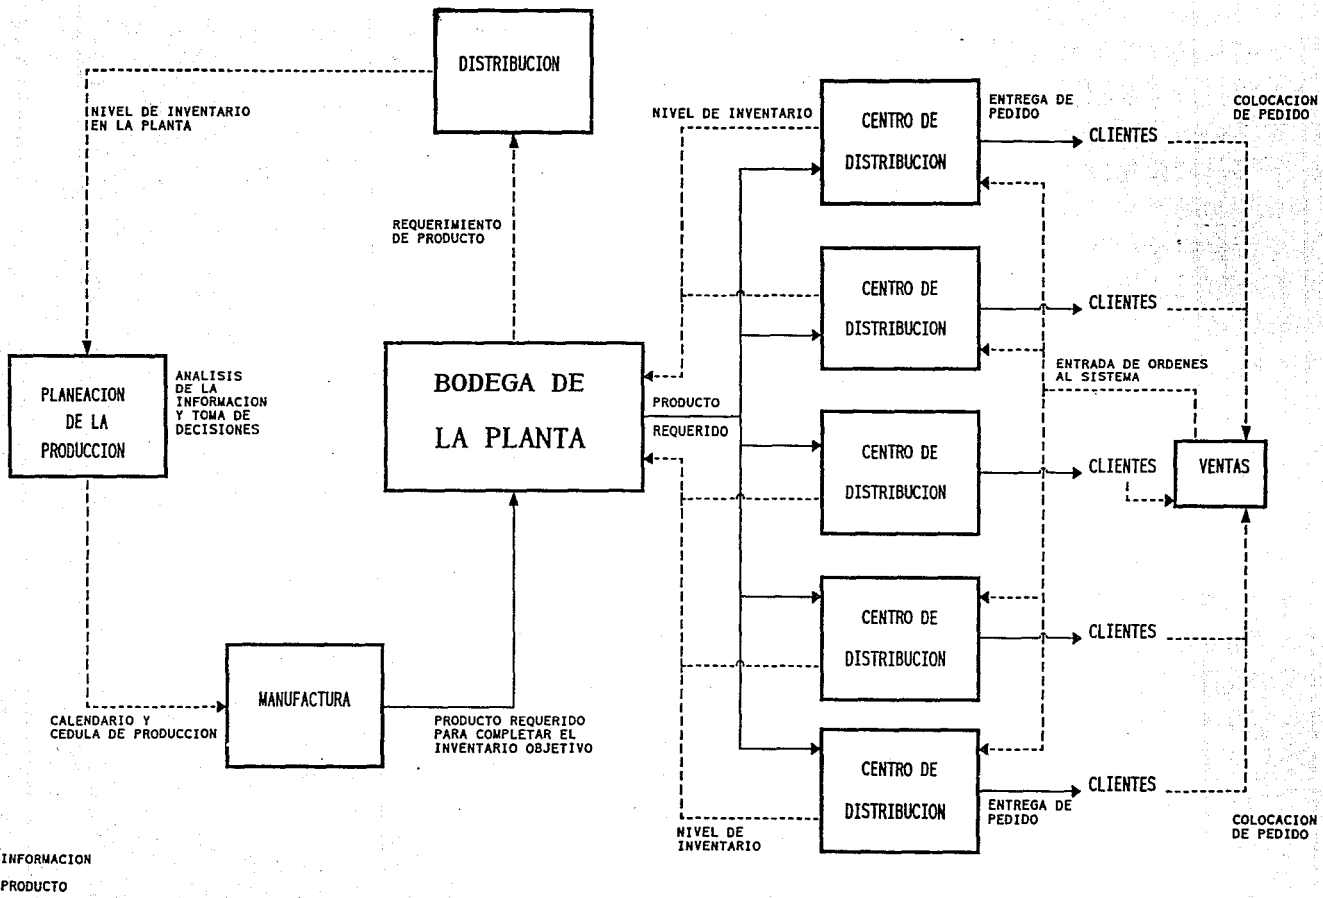 DISTRIBUCION
NIVEL DE INVENTARIO
EN LA PLANTA
REQUERIMIENTO
DE PRODUCTO
PLANEACION
DE LA
PRODUCCION
ANALISIS
DE LA
INFORMACION
Y TOMA DE
DECISIONES
BODEGA DE
LA PLANTA
PRODUCTO
REQUERIDO
CALENDARIO Y
CEDULA DE PRODUCCION
MANUFACTURA
PRODUCTO REQUERIDO
PARA COMPLETAR EL
INVENTARIO OBJETIVO
NIVEL DE INVENTARIO
CENTRO DE
DISTRIBUCION
ENTREGA DE
PEDIDO
CLIENTES
COLOCACION
DE PEDIDO
CENTRO DE
DISTRIBUCION
CLIENTES
ENTRADA DE ORDENES
AL SISTEMA
CENTRO DE
DISTRIBUCION
CLIENTES
VENTAS
CENTRO DE
DISTRIBUCION
CLIENTES
CENTRO DE
DISTRIBUCION
CLIENTES
ENTREGA DE
PEDIDO
NIVEL DE
INVENTARIO
COLOCACION
DE PEDIDO
INFORMACION
PRODUCTO